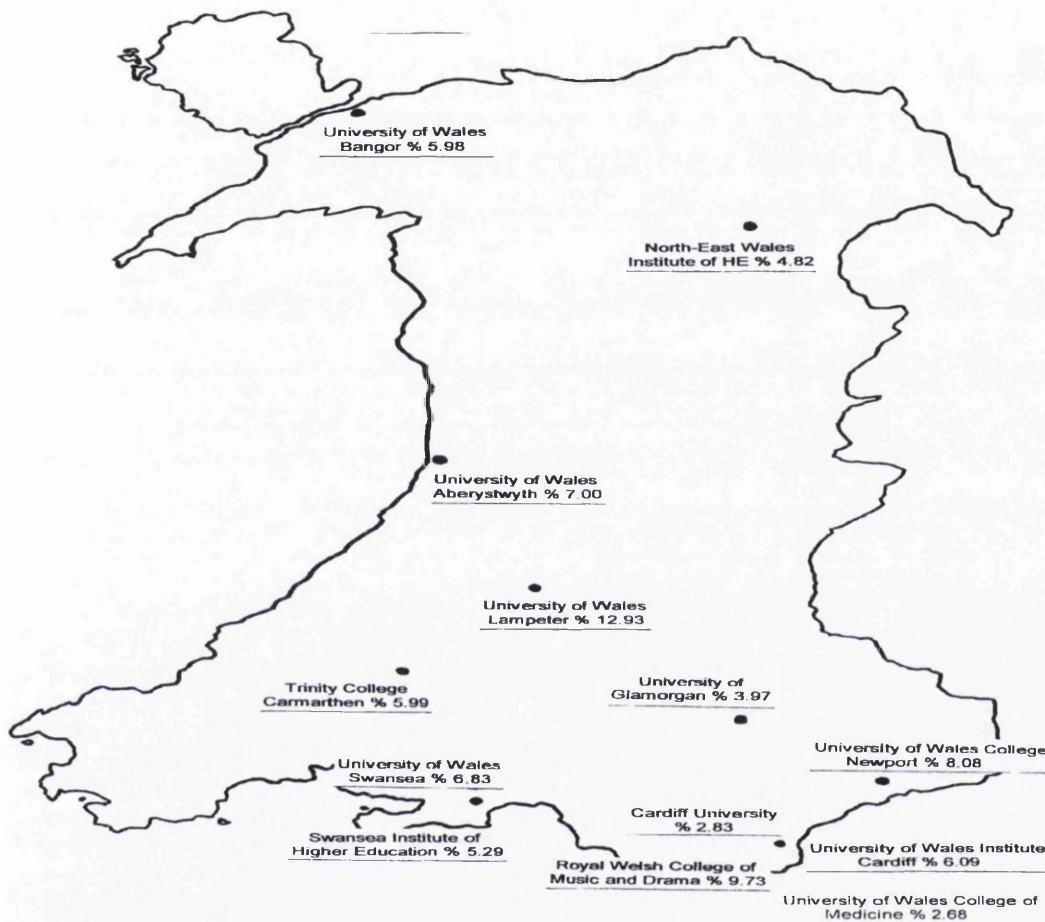 University of Wales
Bangor % 5.98
North-East Wales
Institute of HE % 4.82
University of Wales
Aberystwyth % 7.00
University of Wales
Lampeter % 12.93
Trinity College
Carmarthen % 5.99
University of
Glamorgan % 3.97
University of Wales College
Newport % 8.08
University of Wales
Swansea % 6.83
Cardiff University
% 2.83
Swansea Institute of
Higher Education % 5.29
University of Wales Institute
Cardiff % 6.09
Royal Welsh College of
Music and Drama % 9.73
University of Wales College of
Medicine % 2.68